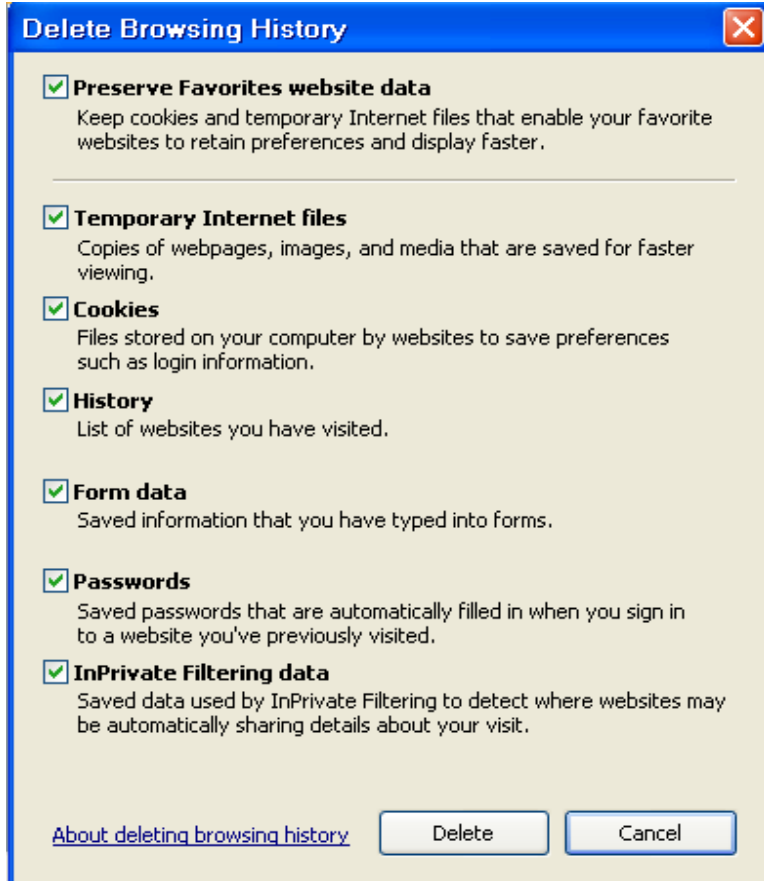 Delete Browsing History
Preserve Favorites website data
Keep cookies and temporary Internet files that enable your favorite
websites to retain preferences and display faster.
Temporary Internet files
Copies of webpages, images, and media that are saved for faster
viewing.
Cookies
Files stored on your computer by websites to save preferences
such as login information.
History
List of websites you have visited.
Form data
Saved information that you have typed into forms.
Passwords
Saved passwords that are automatically filled in when you sign in
to a website you've previously visited.
InPrivate Filtering data
Saved data used by InPrivate Filtering to detect where websites may
be automatically sharing details about your visit.
About deleting browsing history Delete Cancel